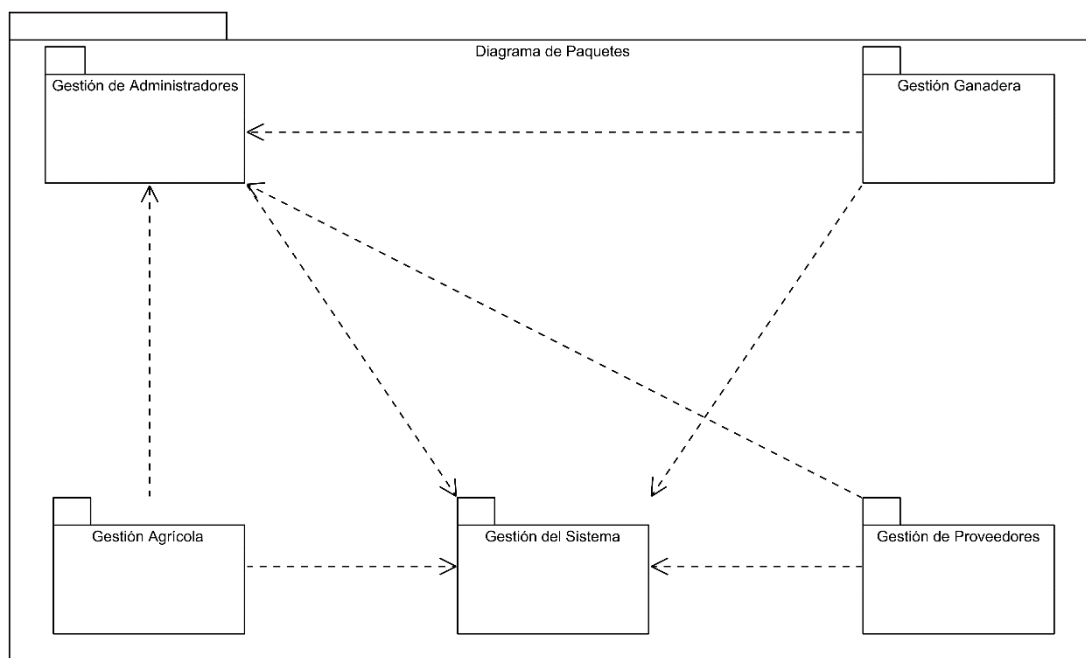 Diagrama de Paquetes
Gestión de Administradores
Gestión Ganadera
Gestión Agrícola
Gestión del Sistema
Gestión de Proveedores